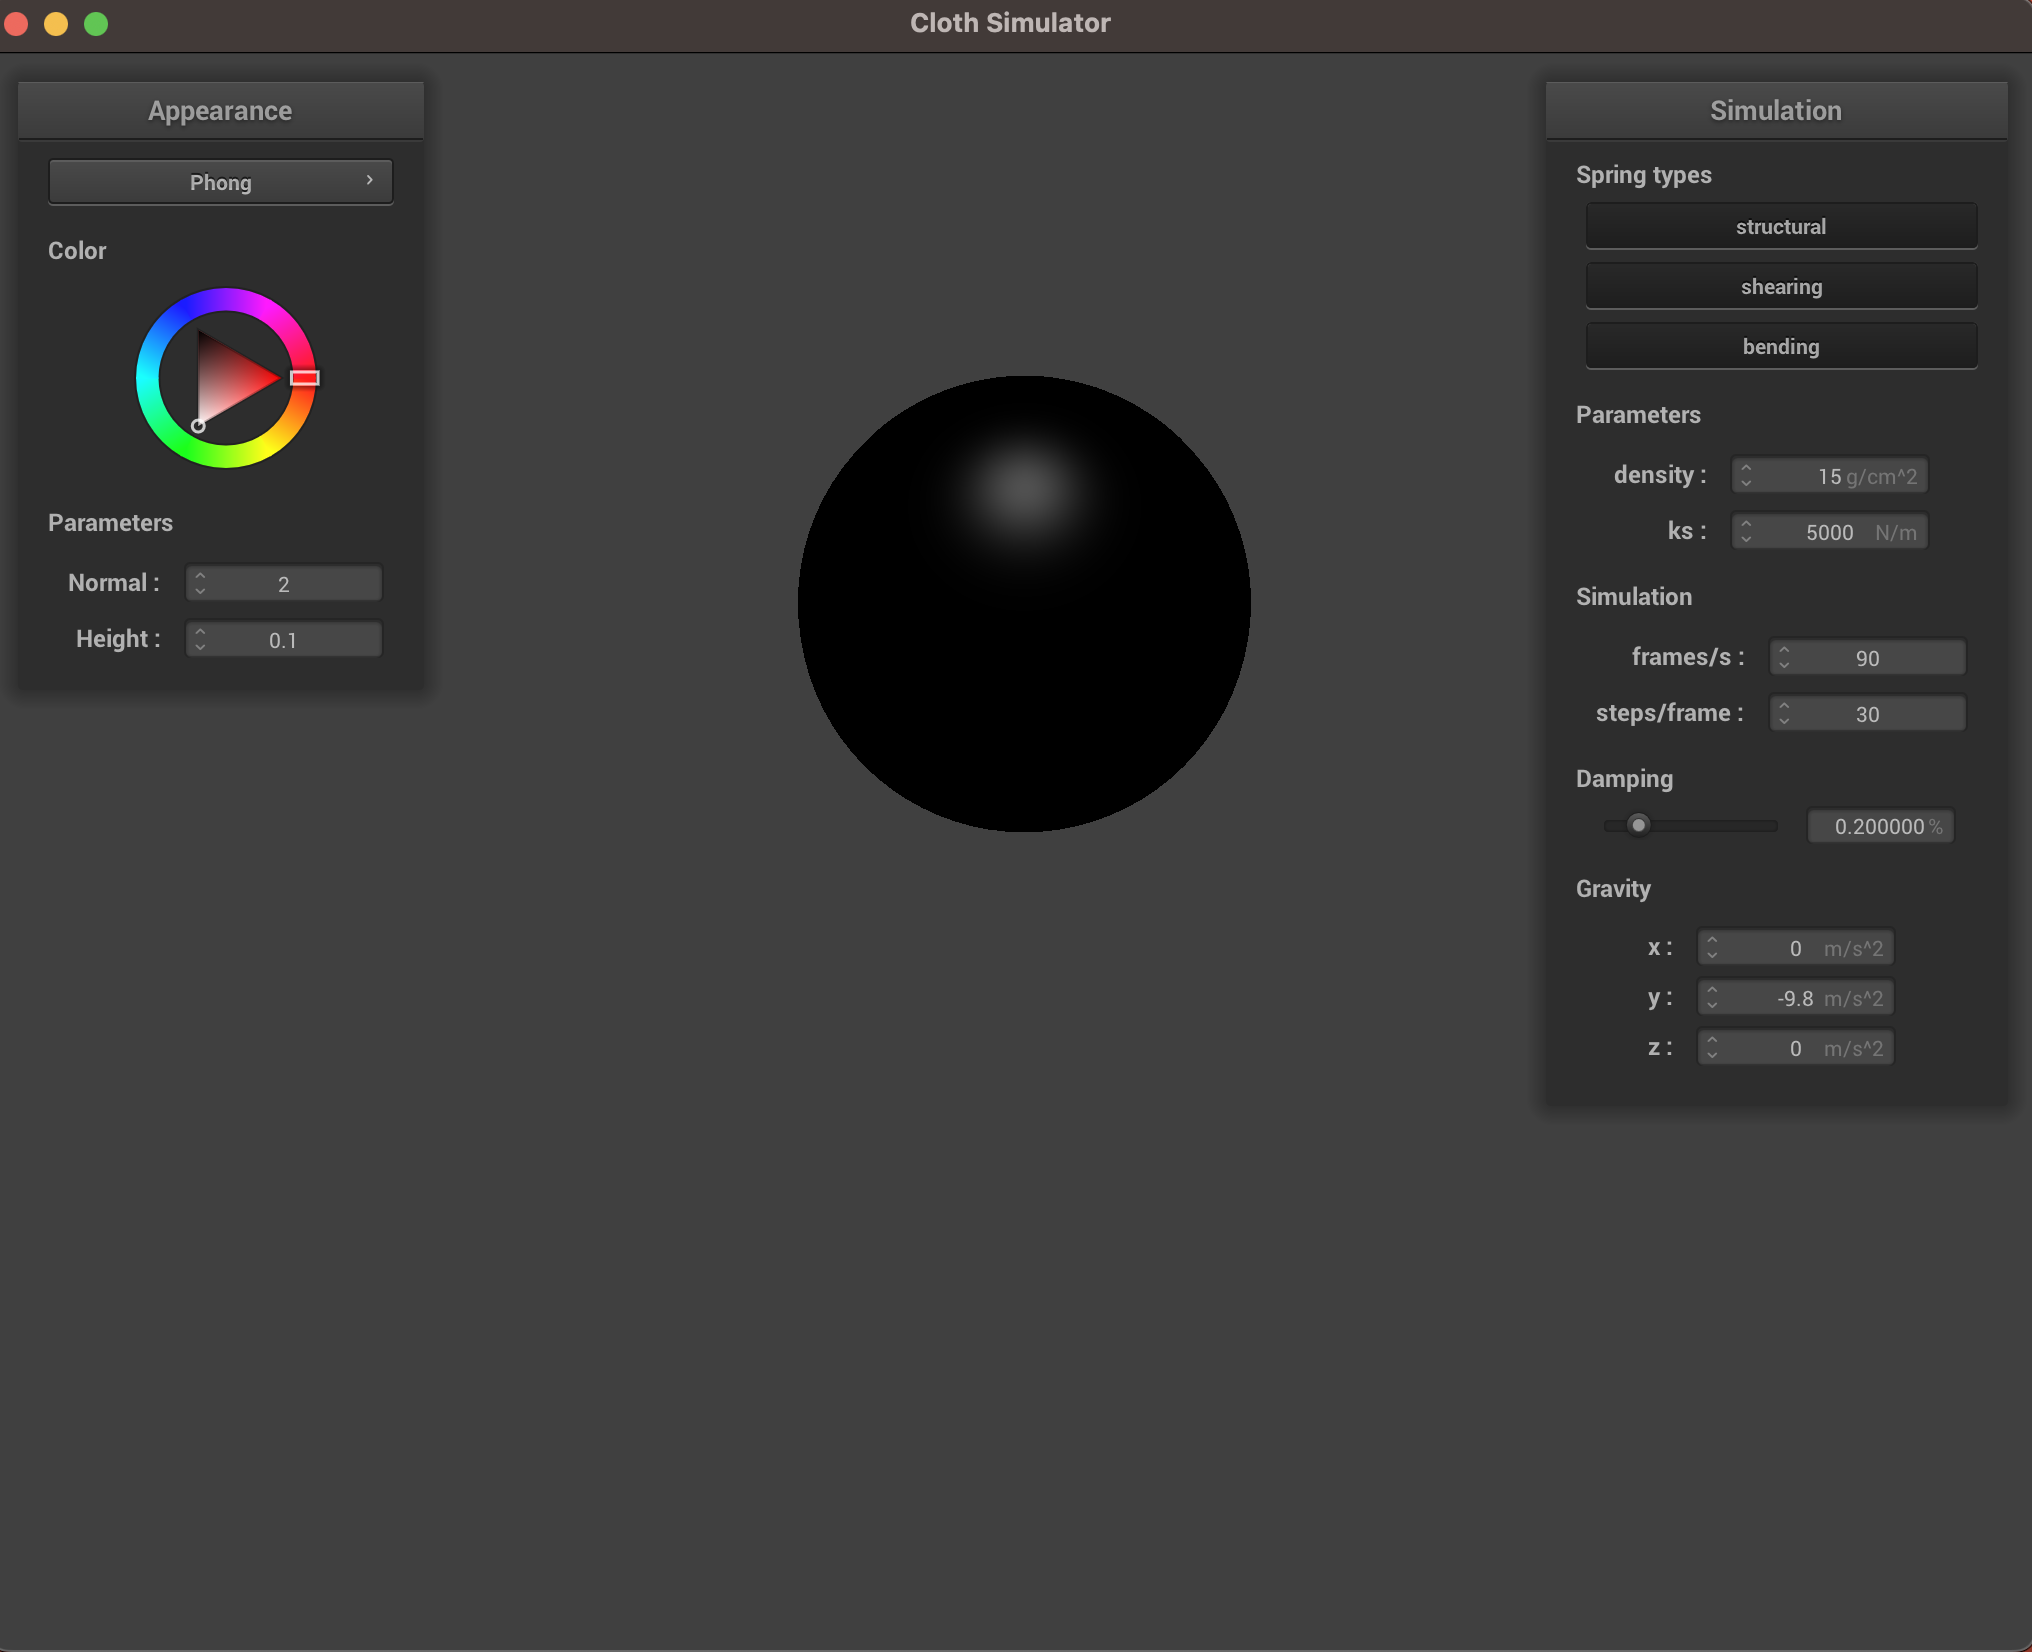 Cloth Simulator
Appearance
Phong
Color
Parameters
Normal : 2
Height : 0.1
Simulation
Spring types
structural
shearing
bending
Parameters
density : 15 g/cm^2
ks : 5000 N/m
Simulation
frames/s : 90
steps/frame : 30
Damping
0.200000 %
Gravity
x : 0 m/s^2
y : -9.8 m/s^2
z : 0 m/s^2